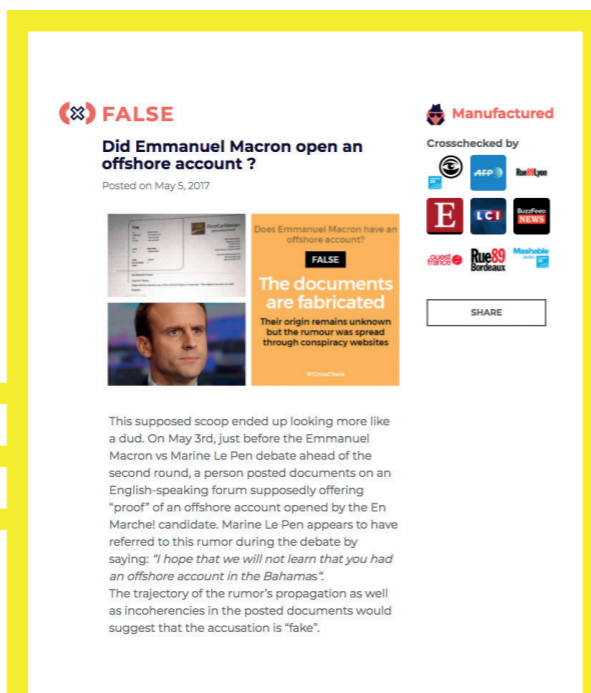 FALSE
Did Emmanuel Macron open an
offshore account ?
Posted on May 5, 2017
Manufactured
Crosschecked by
AFP
Rue89Lyon
E
LCI
BuzzFeed
NEWS
ouest
france
Rue89
Bordeaux
Mashable
SHARE
FirstCaribbean
Does Emmanuel Macron have an
offshore account?
FALSE
The documents
are fabricated
Their origin remains unknown
but the rumour was spread
through conspiracy websites
#CrossCheck
This supposed scoop ended up looking more like
a dud. On May 3rd, just before the Emmanuel
Macron vs Marine Le Pen debate ahead of the
second round, a person posted documents on an
English-speaking forum supposedly offering
“proof” of an offshore account opened by the En
Marche! candidate. Marine Le Pen appears to have
referred to this rumor during the debate by
saying: “I hope that we will not learn that you had
an offshore account in the Bahamas“.
The trajectory of the rumor’s propagation as well
as incoherencies in the posted documents would
suggest that the accusation is “fake”.